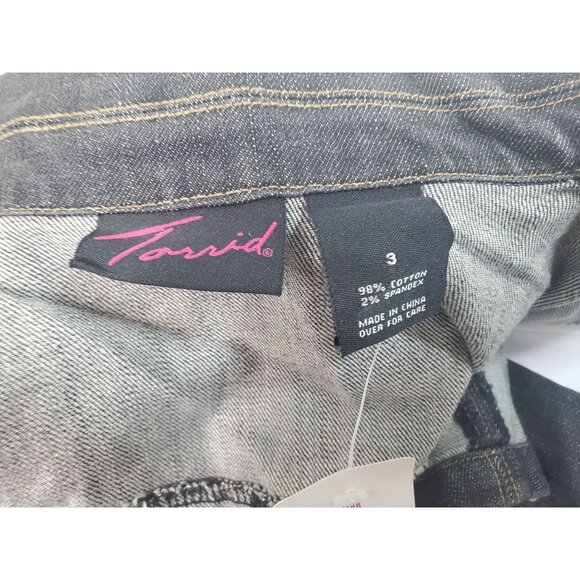 Torrid®
3
98% COTTON
2% SPANDEX
MADE IN CHINA
OVER FOR CARE